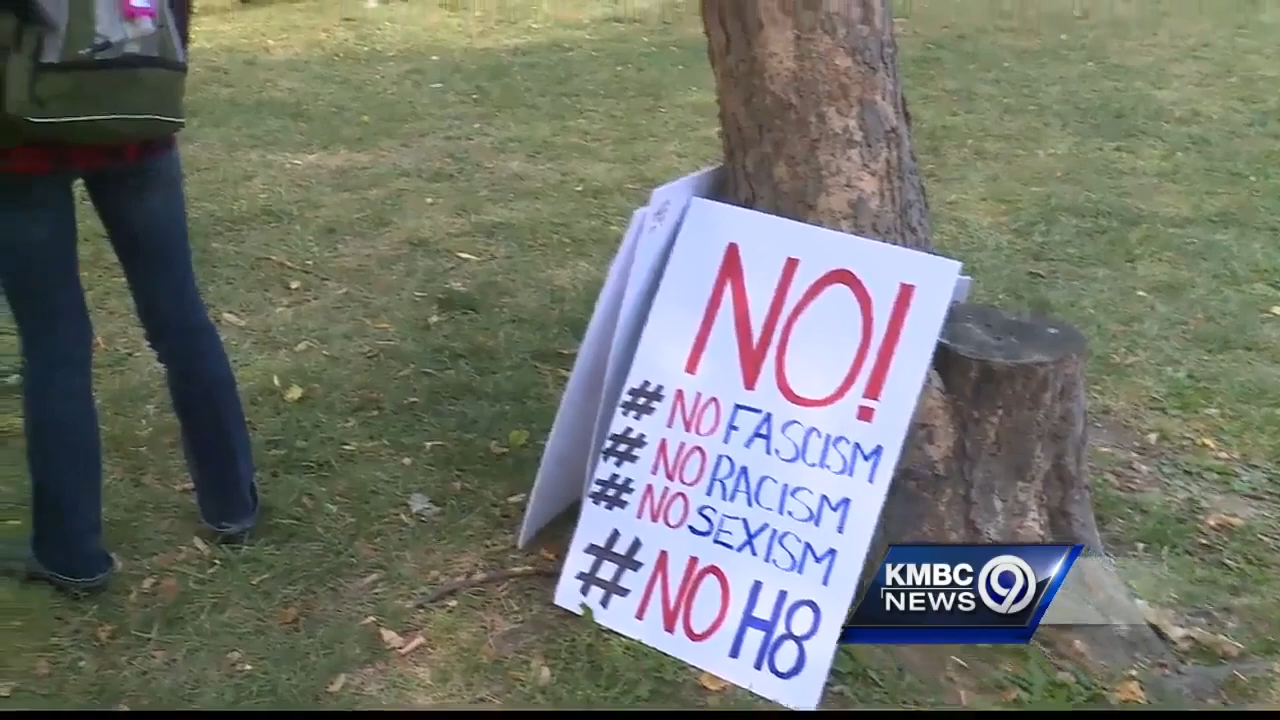 NO!
# NO FASCISM
# NO RACISM
# NO SEXISM
# NO H8
KMBC 9
NEWS